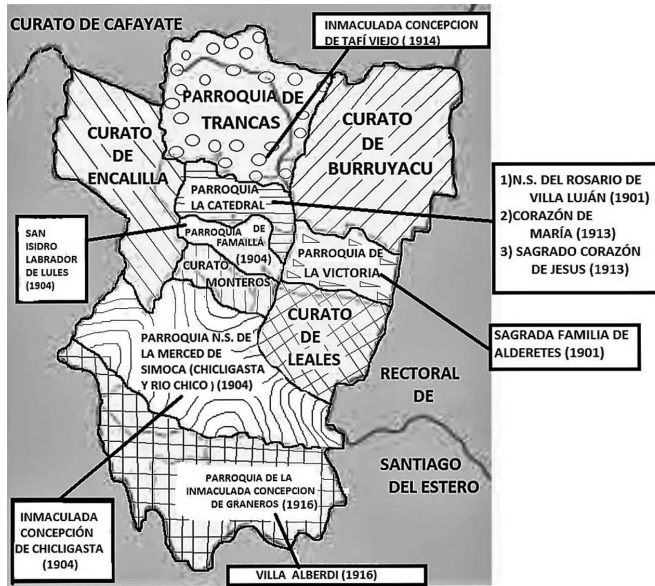 CURATO DE CAFAYATE
INMACULADA CONCEPCION
DE TAFÍ VIEJO ( 1914)
PARROQUIA DE
TRANCAS
CURATO
DE
ENCALILLA
CURATO
DE
BURRUYACU
PARROQUIA
LA CATEDRAL
1)N.S. DEL ROSARIO DE
VILLA LUJÁN (1901)
2)CORAZÓN DE
MARÍA (1913)
3) SAGRADO CORAZÓN
DE JESUS (1913)
SAN
ISIDRO
LABRADOR
DE LULES
(1904)
PARROQUIA DE
FAMAILLÁ
(1904)
CURATO
MONTEROS
PARROQUIA DE
LA VICTORIA
CURATO
DE
LEALES
SAGRADA FAMILIA DE
ALDERETES (1901)
PARROQUIA N.S. DE
LA MERCED DE
SIMOCA (CHICLIGASTA
Y RIO CHICO ) (1904)
RECTORAL
DE
SANTIAGO
DEL ESTERO
PARROQUIA DE LA
INMACULADA CONCEPCION
DE GRANEROS
(1916)
INMACULADA
CONCEPCIÓN
DE CHICLIGASTA
(1904)
VILLA ALBERDI (1916)